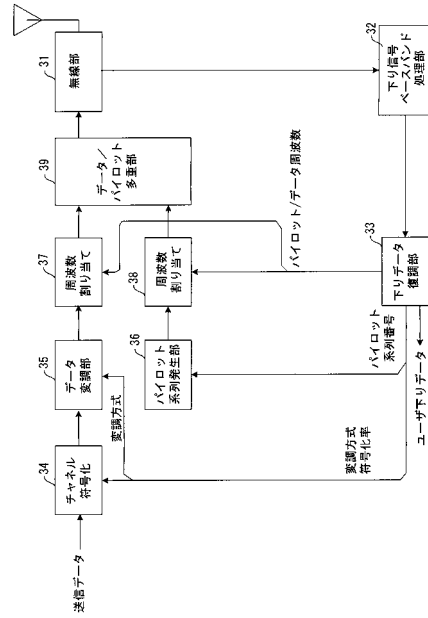 送信データ
34
チャネル
符号化
35
データ
変調部
変調方式
37
周波数
割り当て
39
データ/
パイロット
多重部
31
無線部
36
パイロット
系列発生部
38
周波数
割り当て
パイロット/データ周波数
変調方式
符号化率
パイロット
系列番号
ユーザ下りデータ
33
下りデータ
復調部
32
下り信号
ベースバンド
処理部